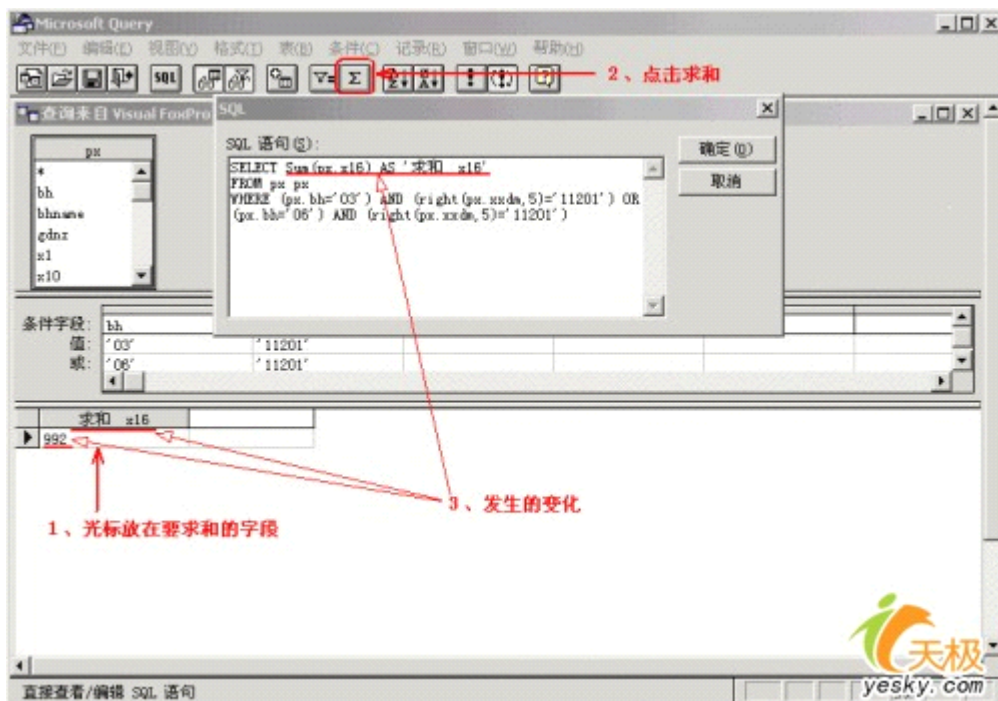 Microsoft Query
文件(F) 编辑(E) 视图(V) 格式(T) 表(B) 条件(C) 记录(R) 窗口(W) 帮助(H)
SQL
2、点击求和
查询来自 Visual FoxPro
SQL
px
*
bh
bhname
gdnz
x1
x10
SQL 语句(S):
SELECT Sum(px.x16) AS '求和 x16'
FROM px px
WHERE (px.bh='03') AND (right(px.xxdm,5)='11201') OR
(px.bh='06') AND (right(px.xxdm,5)='11201')
确定(O)
取消
条件字段: bh
值: '03' '11201'
或: '06' '11201'
求和 x16
992
3、发生的变化
1、光标放在要求和的字段
天极
yesky.com
直接查看/编辑 SQL 语句